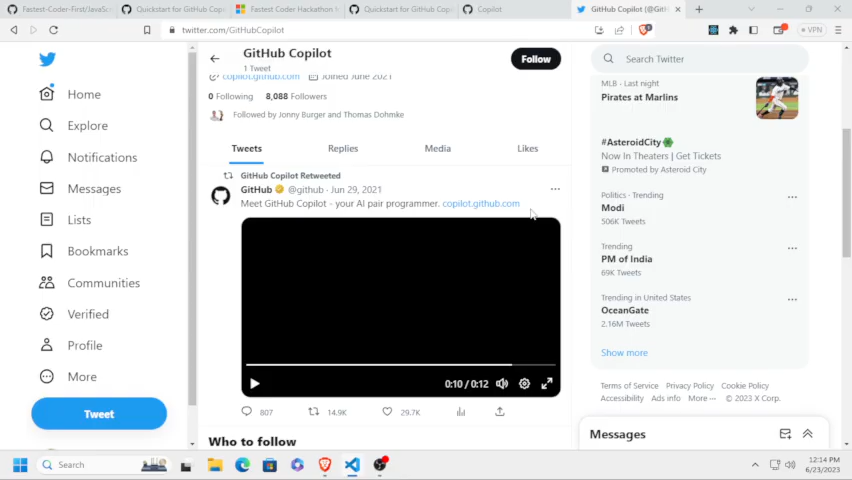 Fastest-Coder-First/JavaSc
Quickstart for GitHub Cop
Fastest Coder Hackathon
Quickstart for GitHub Cop
Copilot
GitHub Copilot (@GitH
twitter.com/GitHubCopilot
VPN
Home
Explore
Notifications
Messages
Lists
Bookmarks
Communities
Verified
Profile
More
Tweet
GitHub Copilot
1 Tweet
Follow
copilot.github.com Joined June 2021
0 Following 8,088 Followers
Followed by Jonny Burger and Thomas Dohmke
Tweets Replies Media Likes
GitHub Copilot Retweeted
GitHub @github · Jun 29, 2021
Meet GitHub Copilot - your AI pair programmer. copilot.github.com
0:10 / 0:12
807 14.9K 29.7K
Who to follow
Search Twitter
MLB · Last night
Pirates at Marlins
#AsteroidCity
Now In Theaters | Get Tickets
Promoted by Asteroid City
Politics · Trending
Modi
506K Tweets
Trending
PM of India
69K Tweets
Trending in United States
OceanGate
2.16M Tweets
Show more
Terms of Service Privacy Policy Cookie Policy
Accessibility Ads info More ··· © 2023 X Corp.
Messages
Search
12:14 PM
6/23/2023